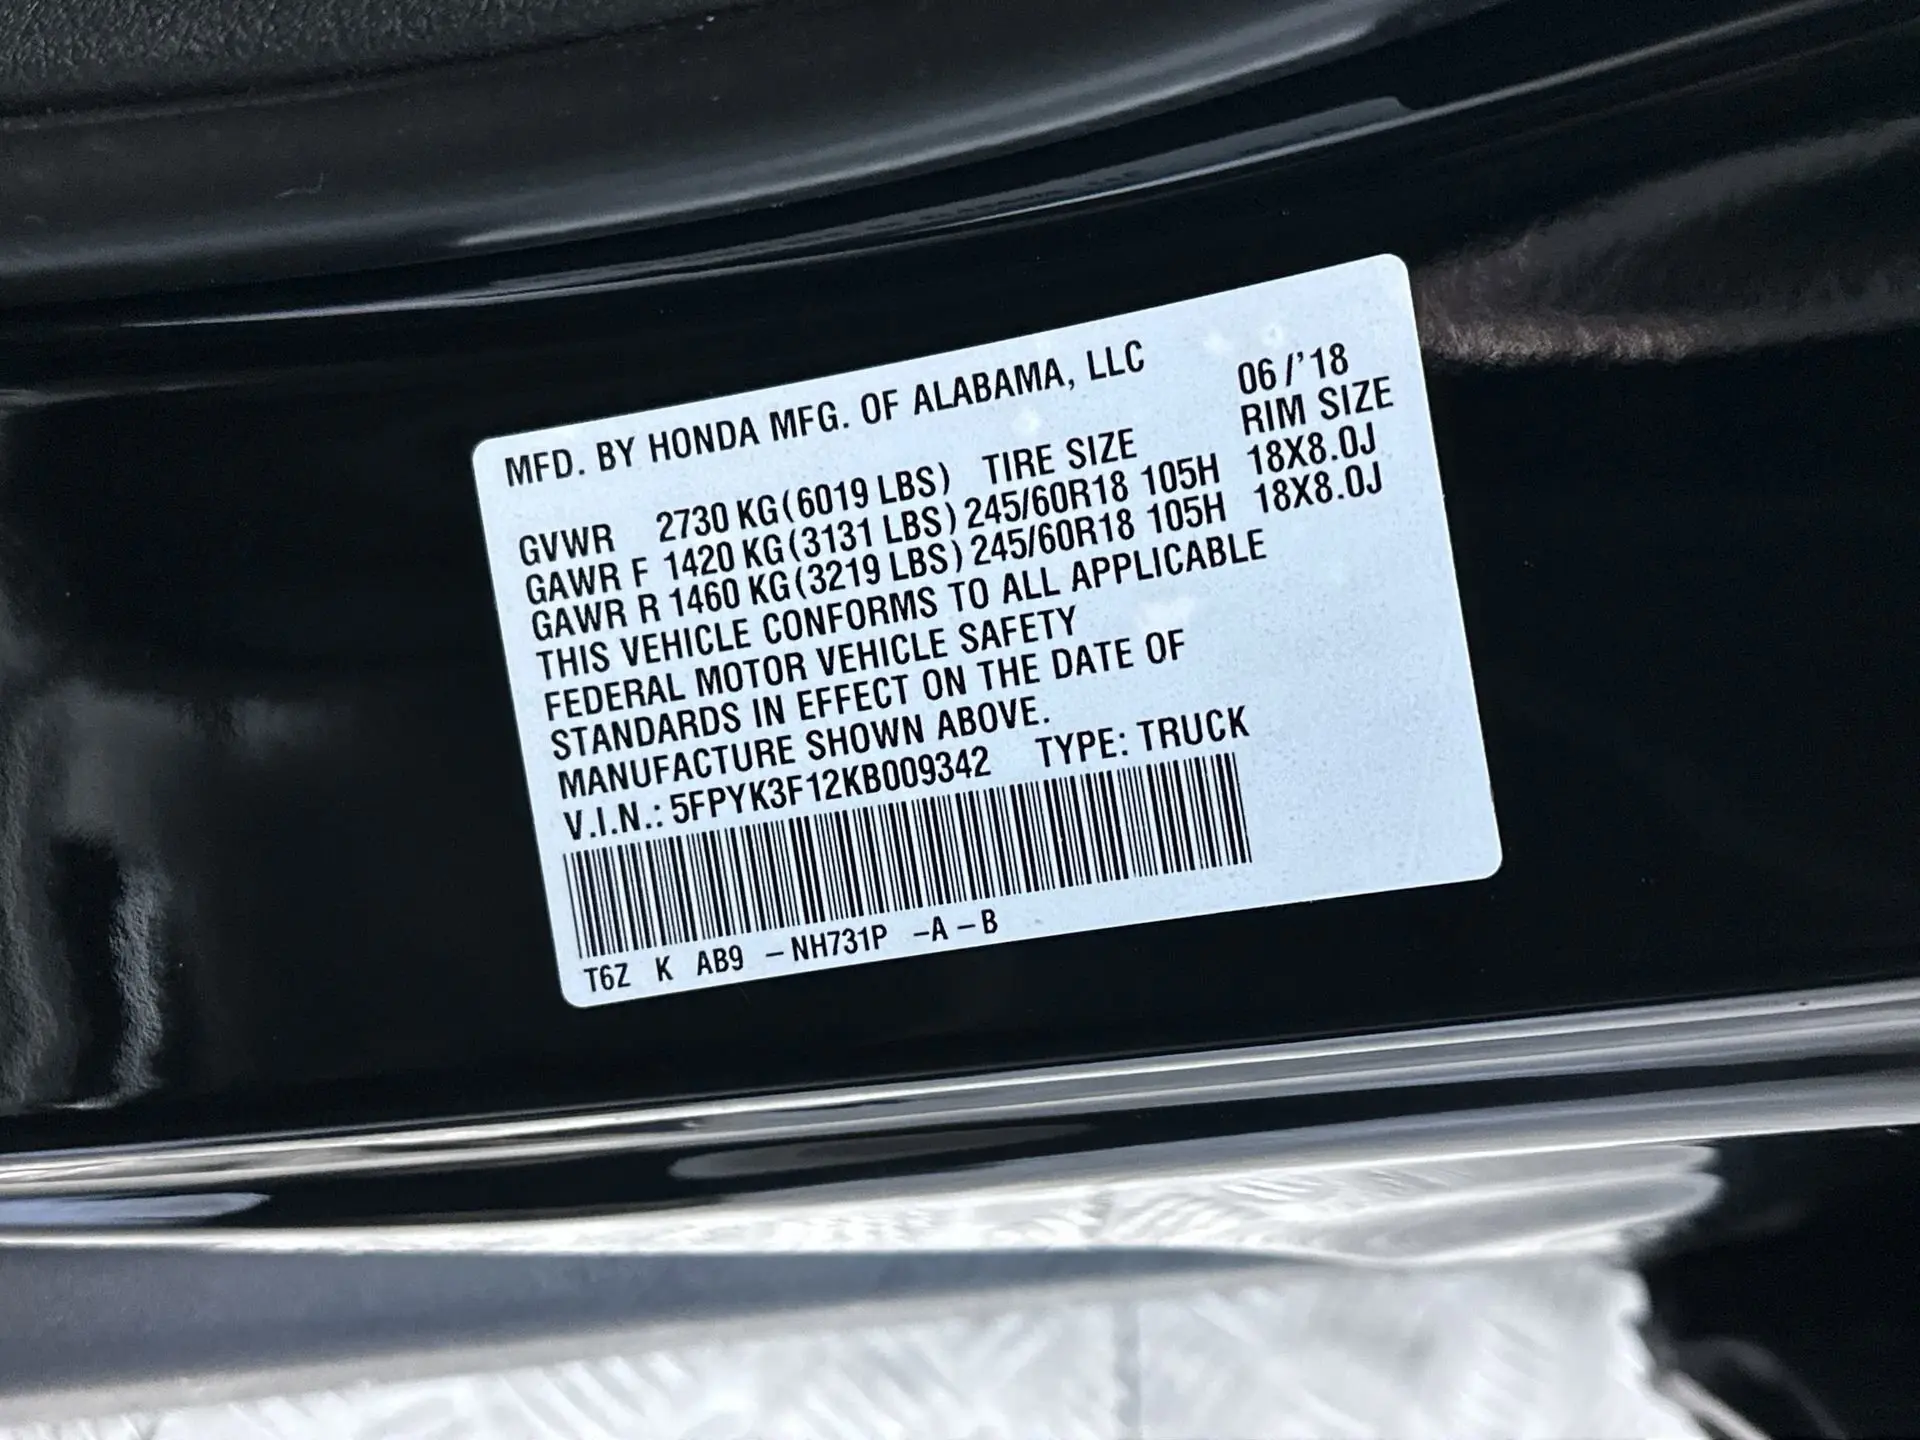 MFD. BY HONDA MFG. OF ALABAMA, LLC 06/'18
GVWR 2730 KG(6019 LBS) TIRE SIZE RIM SIZE
GAWR F 1420 KG(3131 LBS) 245/60R18 105H 18X8.0J
GAWR R 1460 KG(3219 LBS) 245/60R18 105H 18X8.0J
THIS VEHICLE CONFORMS TO ALL APPLICABLE
FEDERAL MOTOR VEHICLE SAFETY
STANDARDS IN EFFECT ON THE DATE OF
MANUFACTURE SHOWN ABOVE.
V.I.N.: 5FPYK3F12KB009342 TYPE: TRUCK
T6Z K AB9 -NH731P -A-B